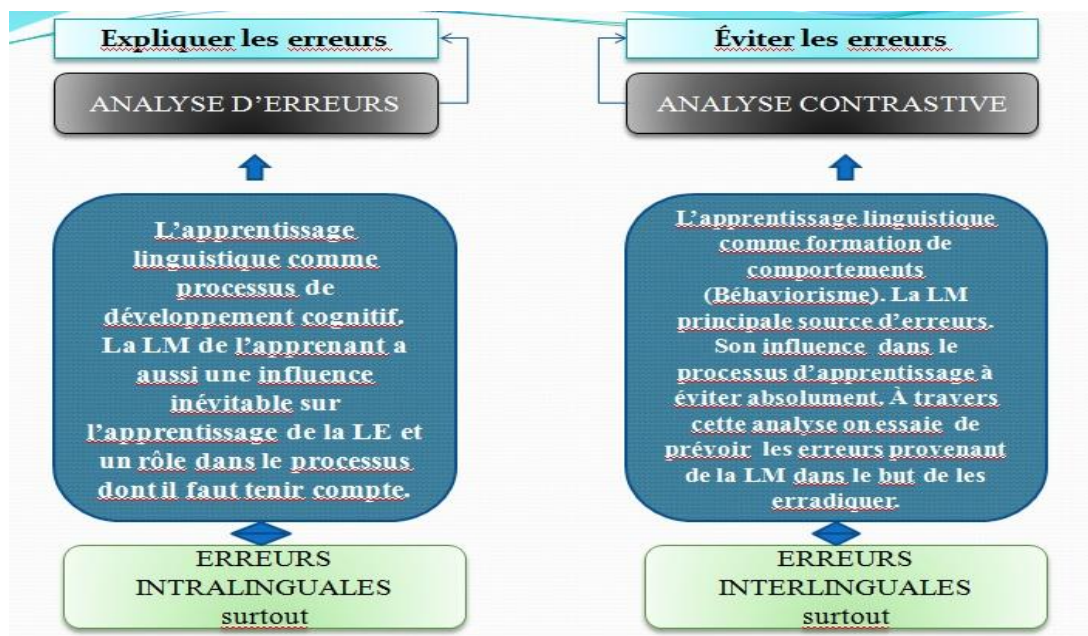 Expliquer les erreurs
ANALYSE D'ERREURS
L'apprentissage
linguistique comme
processus de
développement cognitif.
La LM de l'apprenant a
aussi une influence
inévitable sur
l'apprentissage de la LE et
un rôle dans le processus
dont il faut tenir compte.
ERREURS
INTRALINGUALES
surtout
Éviter les erreurs
ANALYSE CONTRASTIVE
L'apprentissage linguistique
comme formation de
comportements
(Béhaviorisme). La LM
principale source d'erreurs.
Son influence dans le
processus d'apprentissage à
éviter absolument. À travers
cette analyse on essaie de
prévoir les erreurs provenant
de la LM dans le but de les
erradiquer.
ERREURS
INTERLINGUALES
surtout